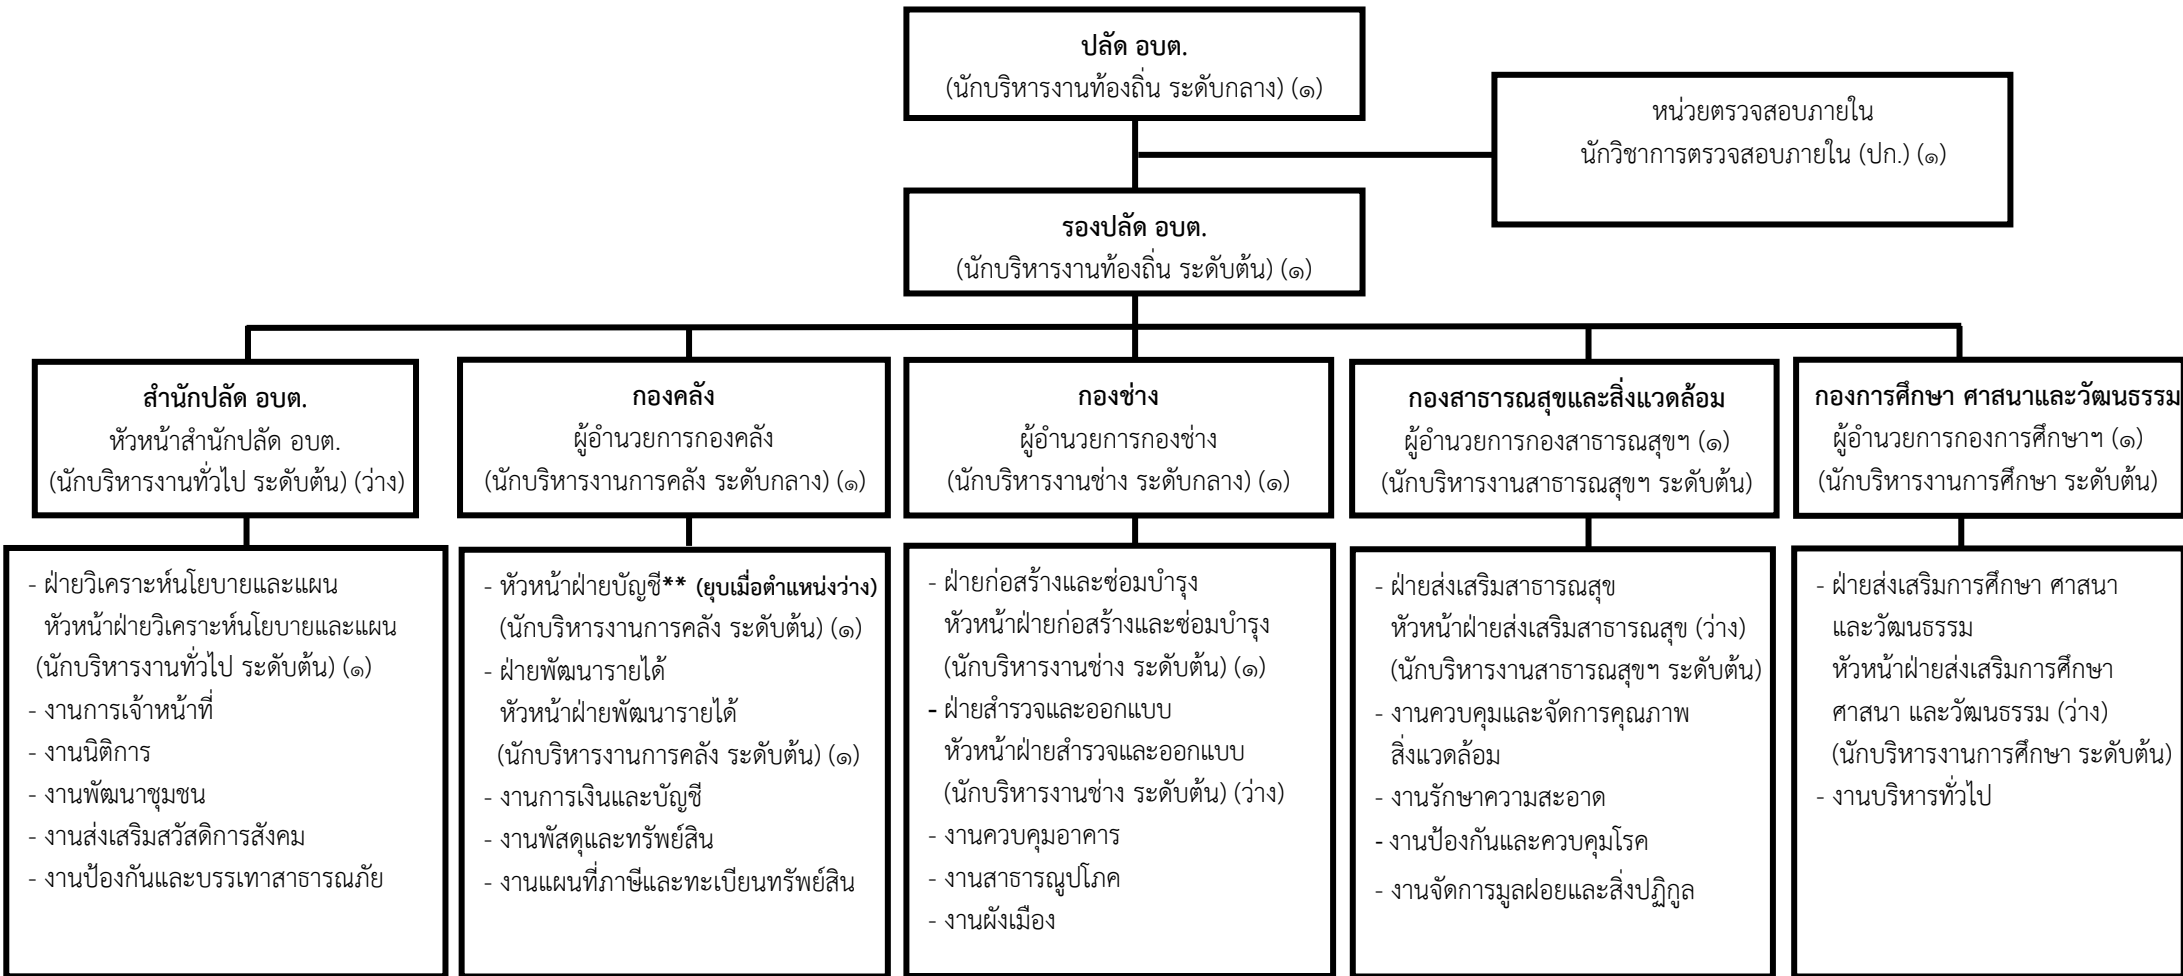 ปลัด อบต.
(นักบริหารงานท้องถิ่น ระดับกลาง) (๑)
หน่วยตรวจสอบภายใน
นักวิชาการตรวจสอบภายใน (ปก.) (๑)
รองปลัด อบต.
(นักบริหารงานท้องถิ่น ระดับต้น) (๑)
สำนักปลัด อบต.
หัวหน้าสำนักปลัด อบต.
(นักบริหารงานทั่วไป ระดับต้น) (ว่าง)
กองคลัง
ผู้อำนวยการกองคลัง
(นักบริหารงานการคลัง ระดับกลาง) (๑)
กองช่าง
ผู้อำนวยการกองช่าง
(นักบริหารงานช่าง ระดับกลาง) (๑)
กองสาธารณสุขและสิ่งแวดล้อม
ผู้อำนวยการกองสาธารณสุขฯ (๑)
(นักบริหารงานสาธารณสุขฯ ระดับต้น)
กองการศึกษา ศาสนาและวัฒนธรรม
ผู้อำนวยการกองการศึกษาฯ (๑)
(นักบริหารงานการศึกษา ระดับต้น)
- ฝ่ายวิเคราะห์นโยบายและแผน
หัวหน้าฝ่ายวิเคราะห์นโยบายและแผน
(นักบริหารงานทั่วไป ระดับต้น) (๑)
- งานการเจ้าหน้าที่
- งานนิติการ
- งานพัฒนาชุมชน
- งานส่งเสริมสวัสดิการสังคม
- งานป้องกันและบรรเทาสาธารณภัย
- หัวหน้าฝ่ายบัญชี** (ยุบเมื่อตำแหน่งว่าง)
(นักบริหารงานการคลัง ระดับต้น) (๑)
- ฝ่ายพัฒนารายได้
หัวหน้าฝ่ายพัฒนารายได้
(นักบริหารงานการคลัง ระดับต้น) (๑)
- งานการเงินและบัญชี
- งานพัสดุและทรัพย์สิน
- งานแผนที่ภาษีและทะเบียนทรัพย์สิน
- ฝ่ายก่อสร้างและซ่อมบำรุง
หัวหน้าฝ่ายก่อสร้างและซ่อมบำรุง
(นักบริหารงานช่าง ระดับต้น) (๑)
- ฝ่ายสำรวจและออกแบบ
หัวหน้าฝ่ายสำรวจและออกแบบ
(นักบริหารงานช่าง ระดับต้น) (ว่าง)
- งานควบคุมอาคาร
- งานสาธารณูปโภค
- งานผังเมือง
- ฝ่ายส่งเสริมสาธารณสุข
หัวหน้าฝ่ายส่งเสริมสาธารณสุข (ว่าง)
(นักบริหารงานสาธารณสุขฯ ระดับต้น)
- งานควบคุมและจัดการคุณภาพ
สิ่งแวดล้อม
- งานรักษาความสะอาด
- งานป้องกันและควบคุมโรค
- งานจัดการมูลฝอยและสิ่งปฏิกูล
- ฝ่ายส่งเสริมการศึกษา ศาสนา
และวัฒนธรรม
หัวหน้าฝ่ายส่งเสริมการศึกษา
ศาสนา และวัฒนธรรม (ว่าง)
(นักบริหารงานการศึกษา ระดับต้น)
- งานบริหารทั่วไป